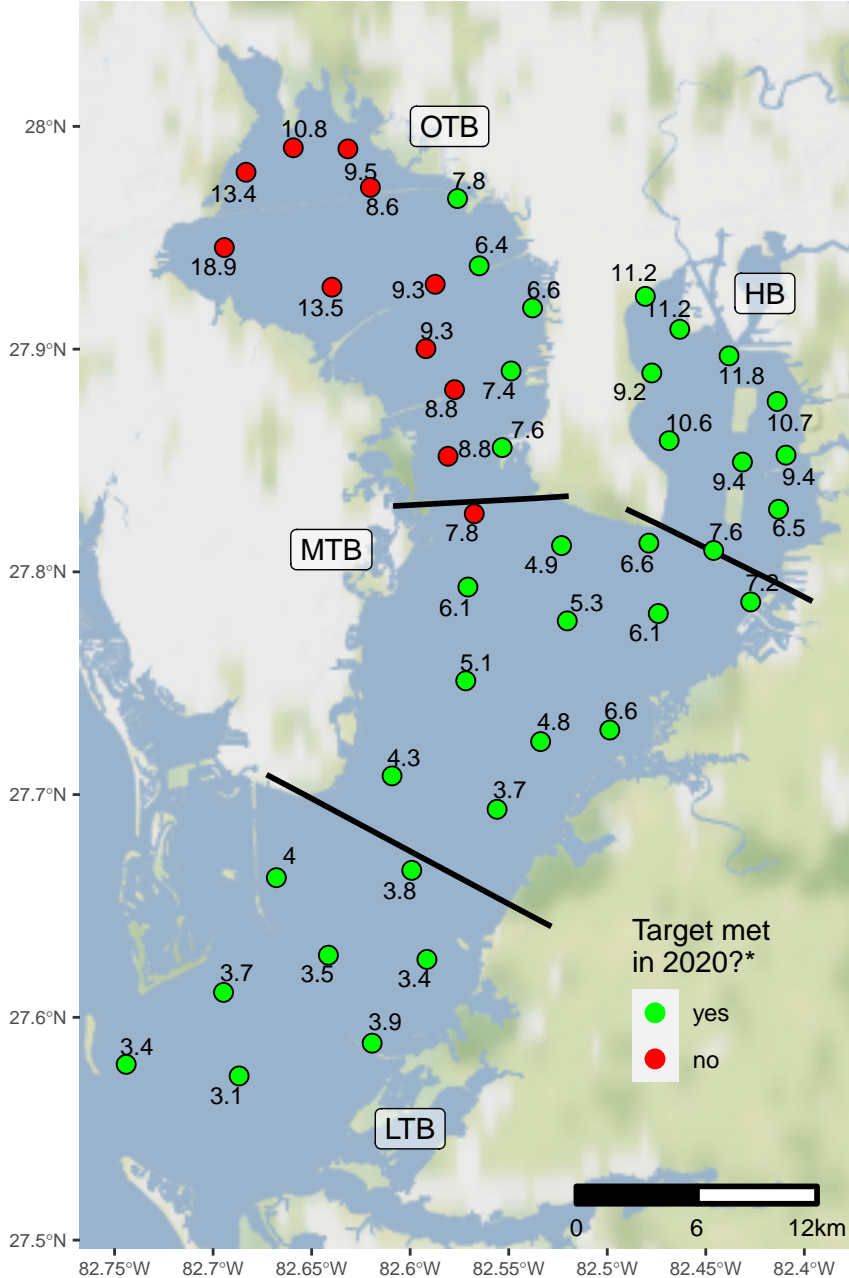 28°N
27.9°N
27.8°N
27.7°N
27.6°N
27.5°N
OTB
10.8
9.5
13.4
8.6
7.8
18.9
6.4
13.5
9.3
6.6
11.2
HB
11.2
9.3
11.8
7.4
9.2
8.8
10.7
10.6
7.6
8.8
9.4
9.4
6.5
MTB
7.8
7.6
4.9
6.6
7.2
6.1
5.3
6.1
5.1
4.8
6.6
4.3
3.7
4
3.8
3.5
3.4
3.7
3.9
3.4
3.1
LTB
Target met
in 2020?*
yes
no
0 6 12km
82.75°W 82.7°W 82.65°W 82.6°W 82.55°W 82.5°W 82.45°W 82.4°W